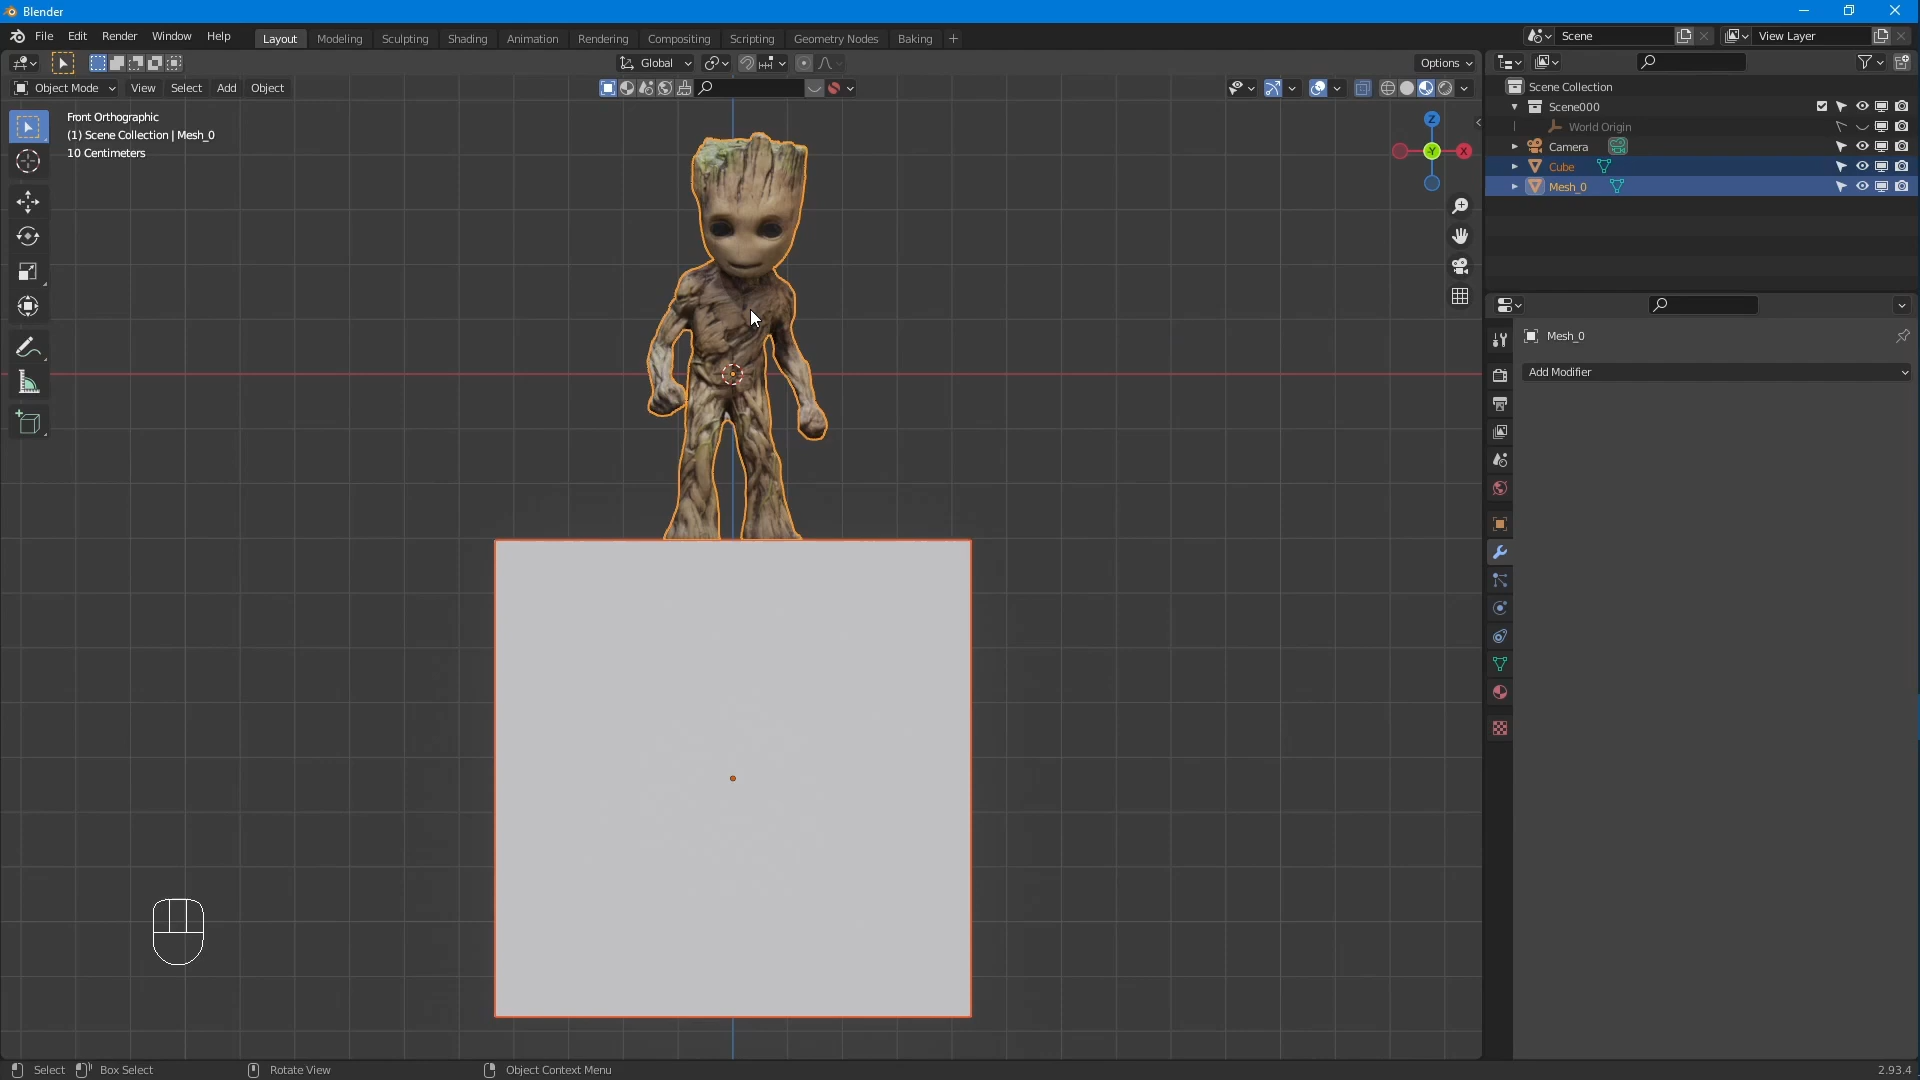 Blender
File Edit Render Window Help Layout Modeling Sculpting Shading Animation Rendering Compositing Scripting Geometry Nodes Baking + Scene View Layer
Global Options
Object Mode View Select Add Object
Front Orthographic
(1) Scene Collection | Mesh_0
10 Centimeters
Z
Y
X
Scene Collection
Scene000
World Origin
Camera
Cube
Mesh_0
Mesh_0
Add Modifier
Select Box Select Rotate View Object Context Menu 2.93.4